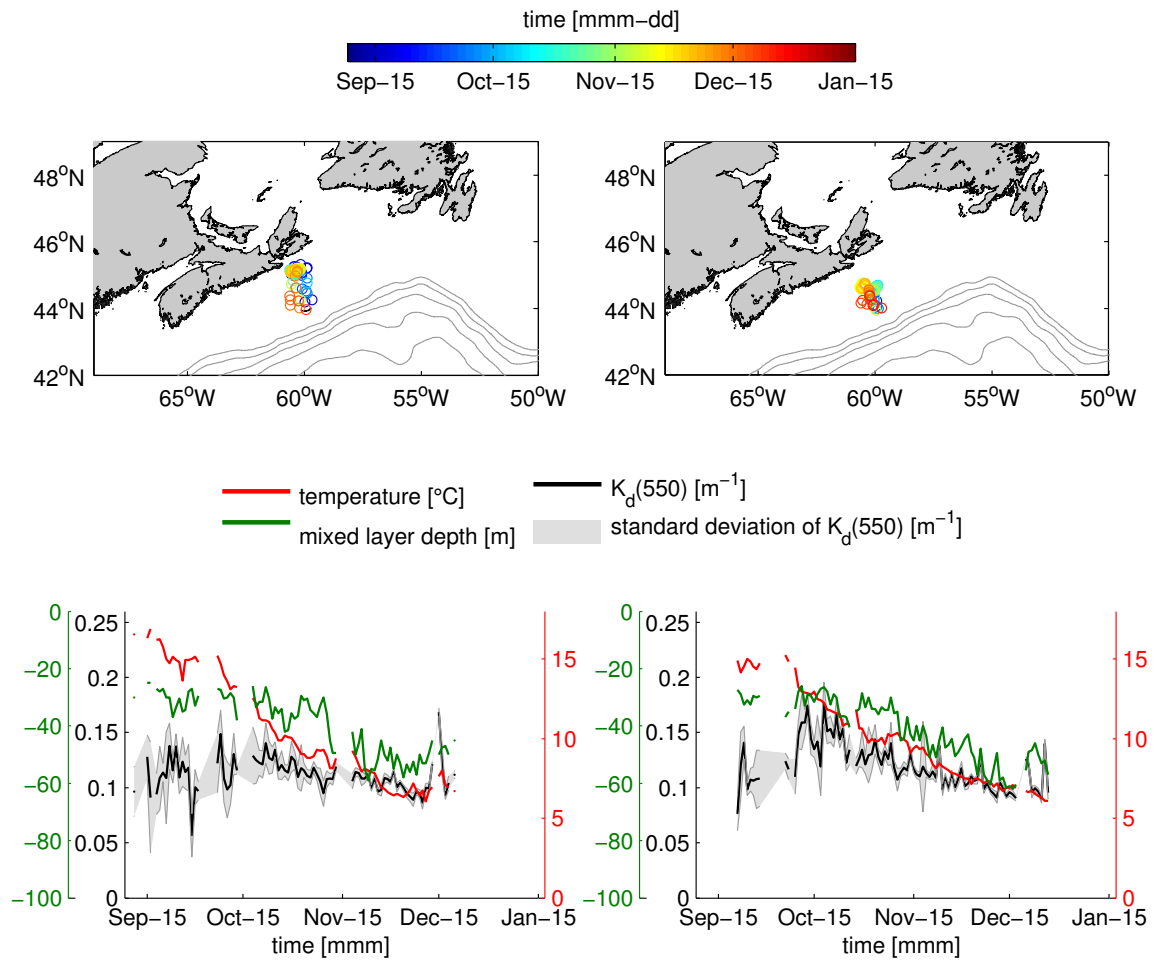 time [mmm−dd]
Sep−15 Oct−15 Nov−15 Dec−15 Jan−15
48°N
46°N
44°N
42°N
65°W 60°W 55°W 50°W
48°N
46°N
44°N
42°N
65°W 60°W 55°W 50°W
temperature [°C]
mixed layer depth [m]
K_d(550) [m⁻¹]
standard deviation of K_d(550) [m⁻¹]
0
−20
−40
−60
−80
−100
0.25
0.2
0.15
0.1
0.05
0
15
10
5
0
Sep−15 Oct−15 Nov−15 Dec−15 Jan−15
time [mmm]
0
−20
−40
−60
−80
−100
0.25
0.2
0.15
0.1
0.05
0
15
10
5
0
Sep−15 Oct−15 Nov−15 Dec−15 Jan−15
time [mmm]